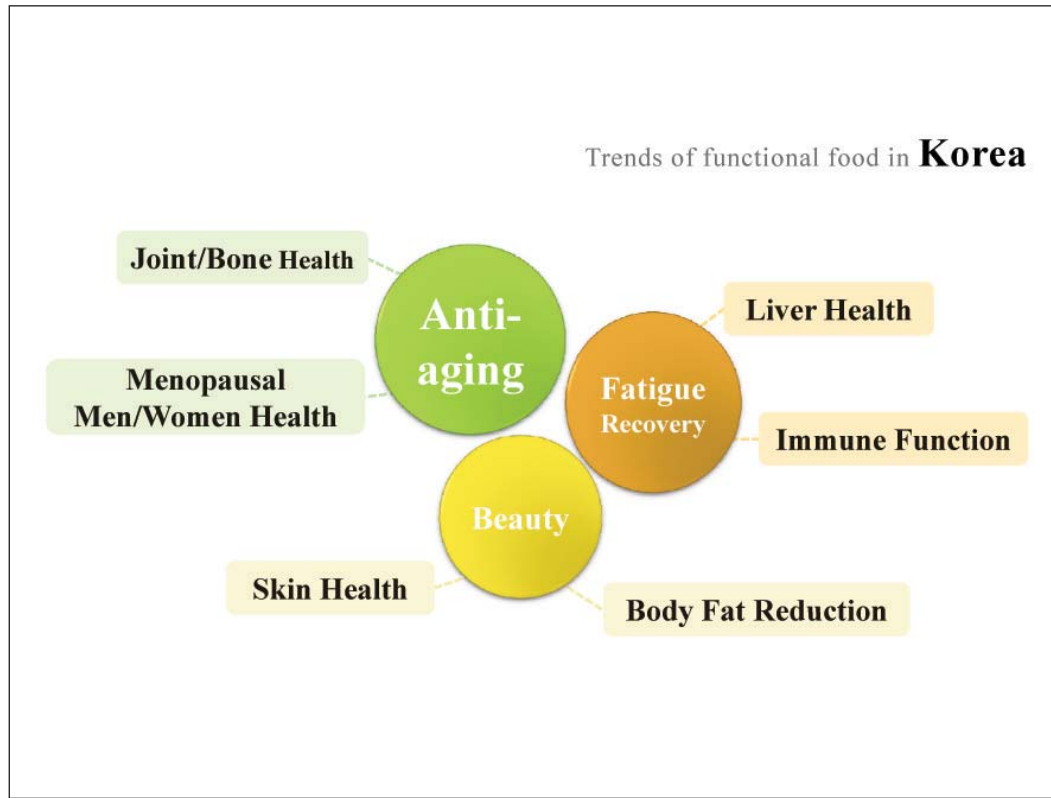 Trends of functional food in Korea
Joint/Bone Health
Menopausal
Men/Women Health
Anti-
aging
Fatigue
Recovery
Liver Health
Immune Function
Beauty
Skin Health
Body Fat Reduction